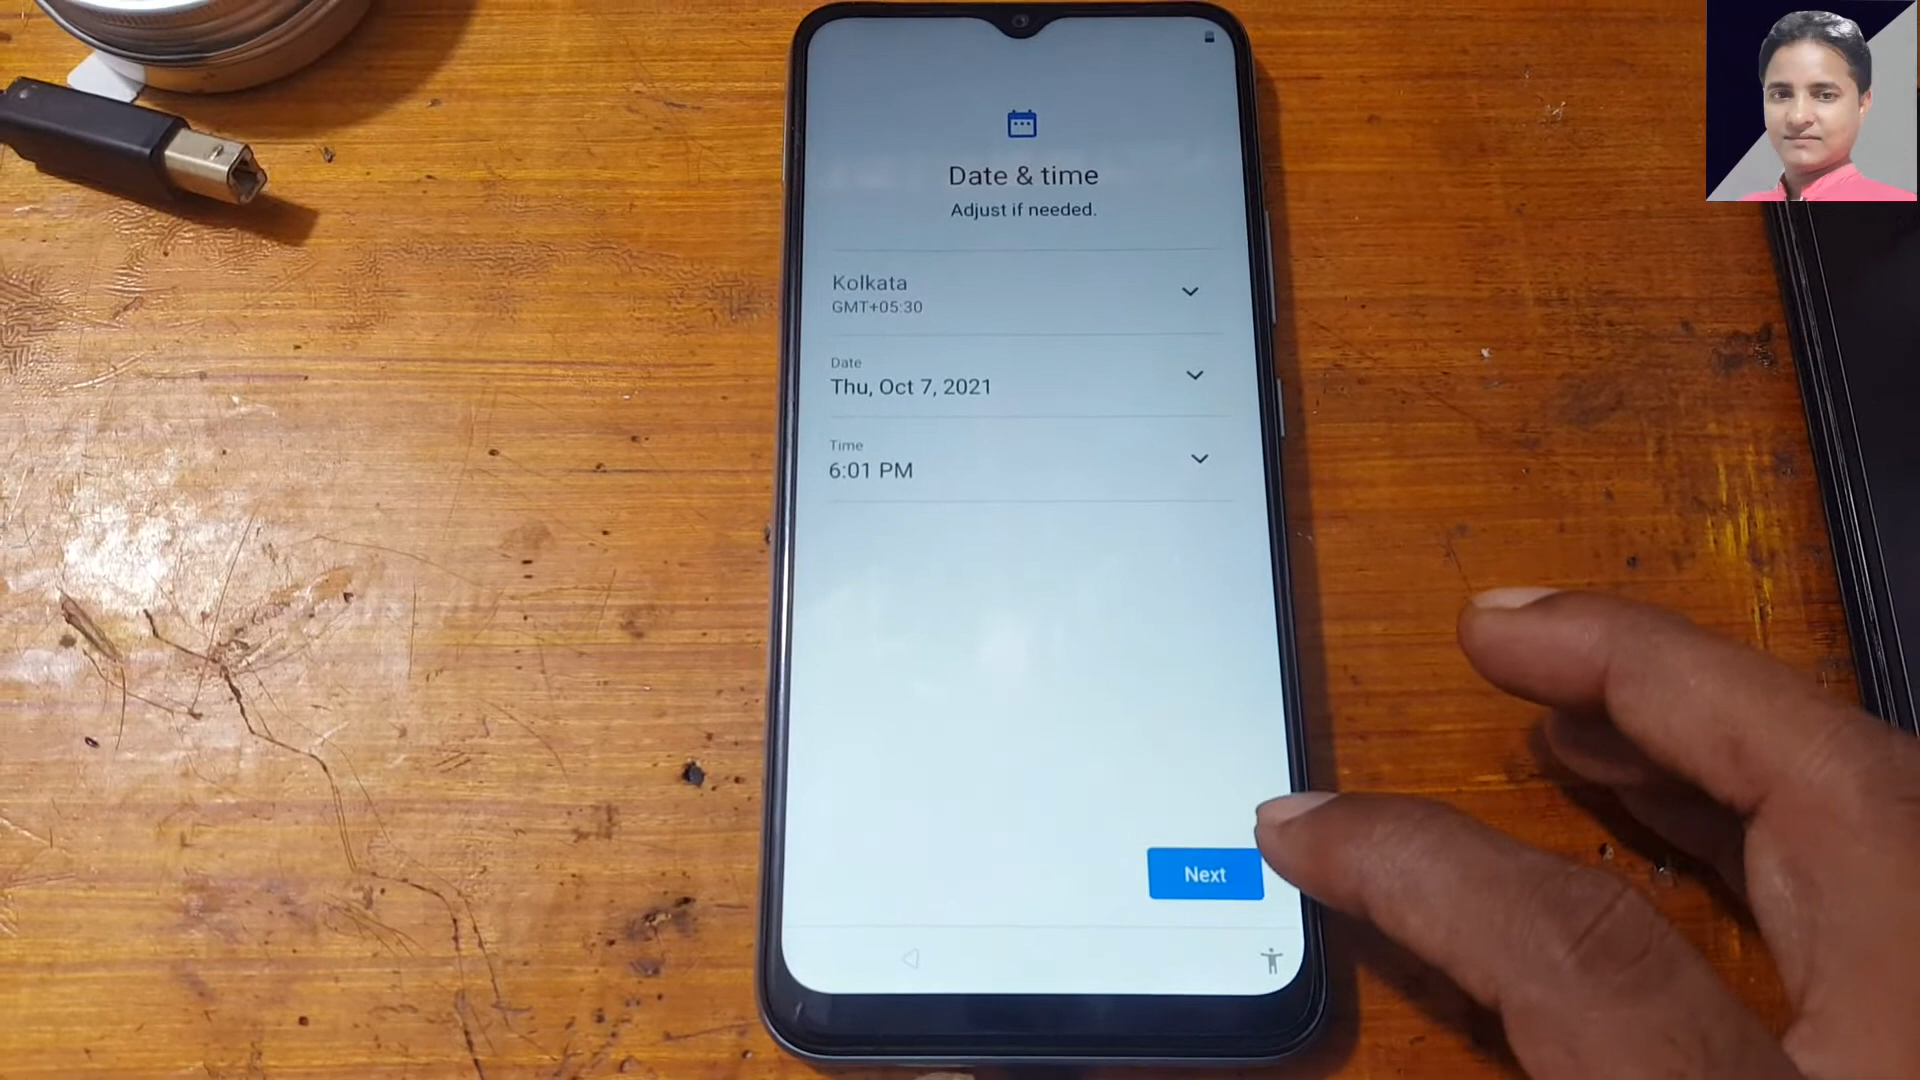 Date & time
Adjust if needed.
Kolkata
GMT+05:30
Date
Thu, Oct 7, 2021
Time
6:01 PM
Next